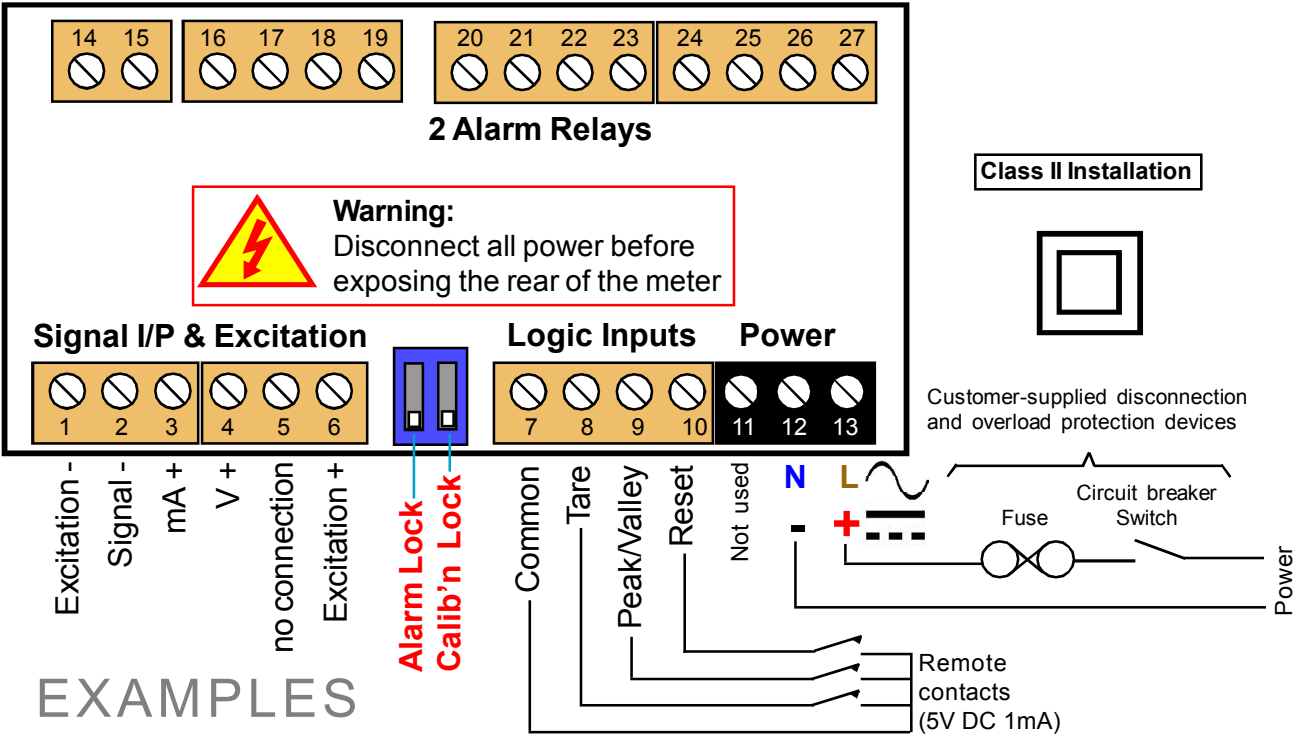 14 15 16 17 18 19 20 21 22 23 24 25 26 27
2 Alarm Relays
Class II Installation
Warning:
Disconnect all power before
exposing the rear of the meter
Signal I/P & Excitation
Logic Inputs
Power
1 2 3 4 5 6
7 8 9 10 11 12 13
Customer-supplied disconnection
and overload protection devices
Excitation -
Signal -
mA +
V +
no connection
Excitation +
Alarm Lock
Calib'n Lock
Common
Tare
Peak/Valley
Reset
Not used
N
L
-
+
Fuse
Circuit breaker
Switch
Power
Remote
contacts
(5V DC 1mA)
EXAMPLES